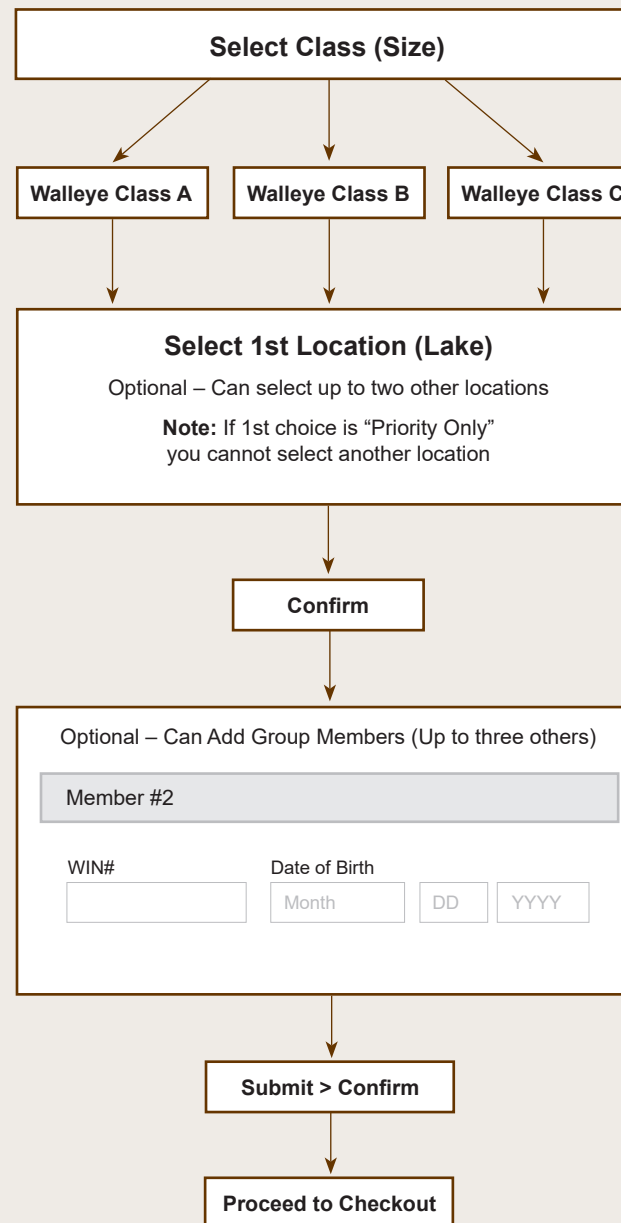 Select Class (Size)
Walleye Class A
Walleye Class B
Walleye Class C
Select 1st Location (Lake)
Optional – Can select up to two other locations
Note: If 1st choice is “Priority Only”
you cannot select another location
Confirm
Optional – Can Add Group Members (Up to three others)
Member #2
WIN#
Date of Birth
Month
DD
YYYY
Submit > Confirm
Proceed to Checkout